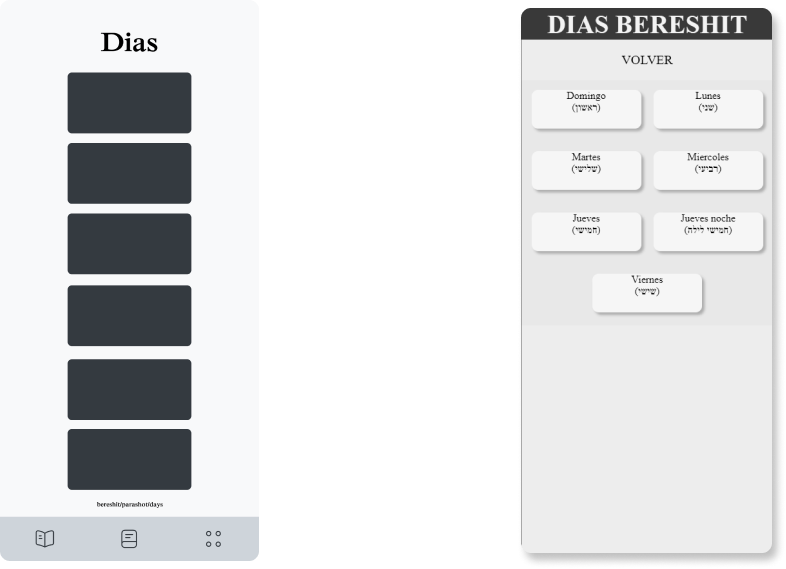 Dias
bereshit/parashot/days
DIAS BERESHIT
VOLVER
Domingo
(ראשון)
Lunes
(שני)
Martes
(שלישי)
Miercoles
(רביעי)
Jueves
(חמישי)
Jueves noche
(חמישי לילה)
Viernes
(שישי)